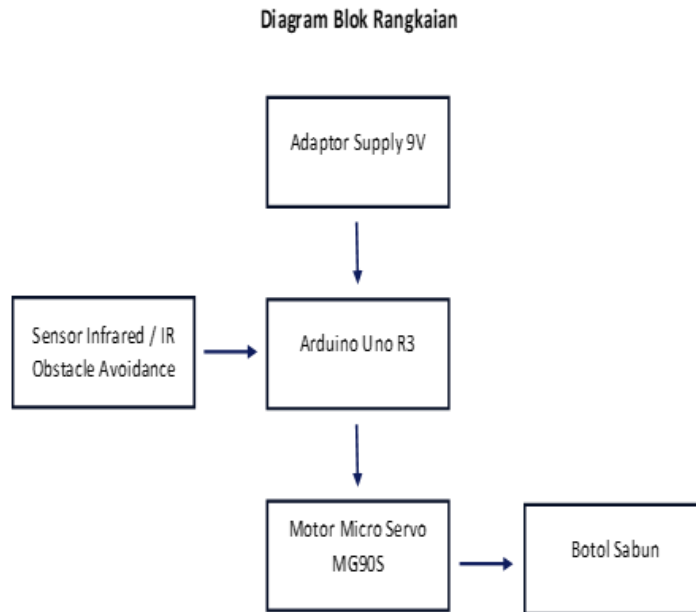 Diagram Blok Rangkaian
Adaptor Supply 9V
Sensor Infrared / IR
Obstacle Avoidance
Arduino Uno R3
Motor Micro Servo
MG90S
Botol Sabun